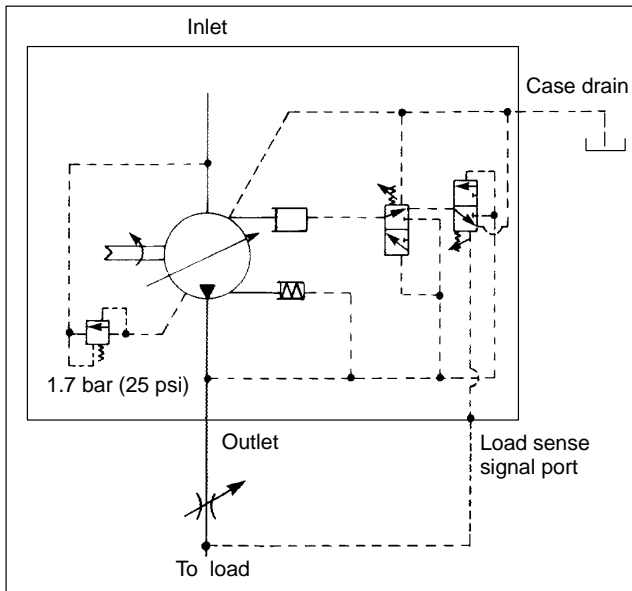 Inlet
Case drain
1.7 bar (25 psi)
Outlet
Load sense
signal port
To load